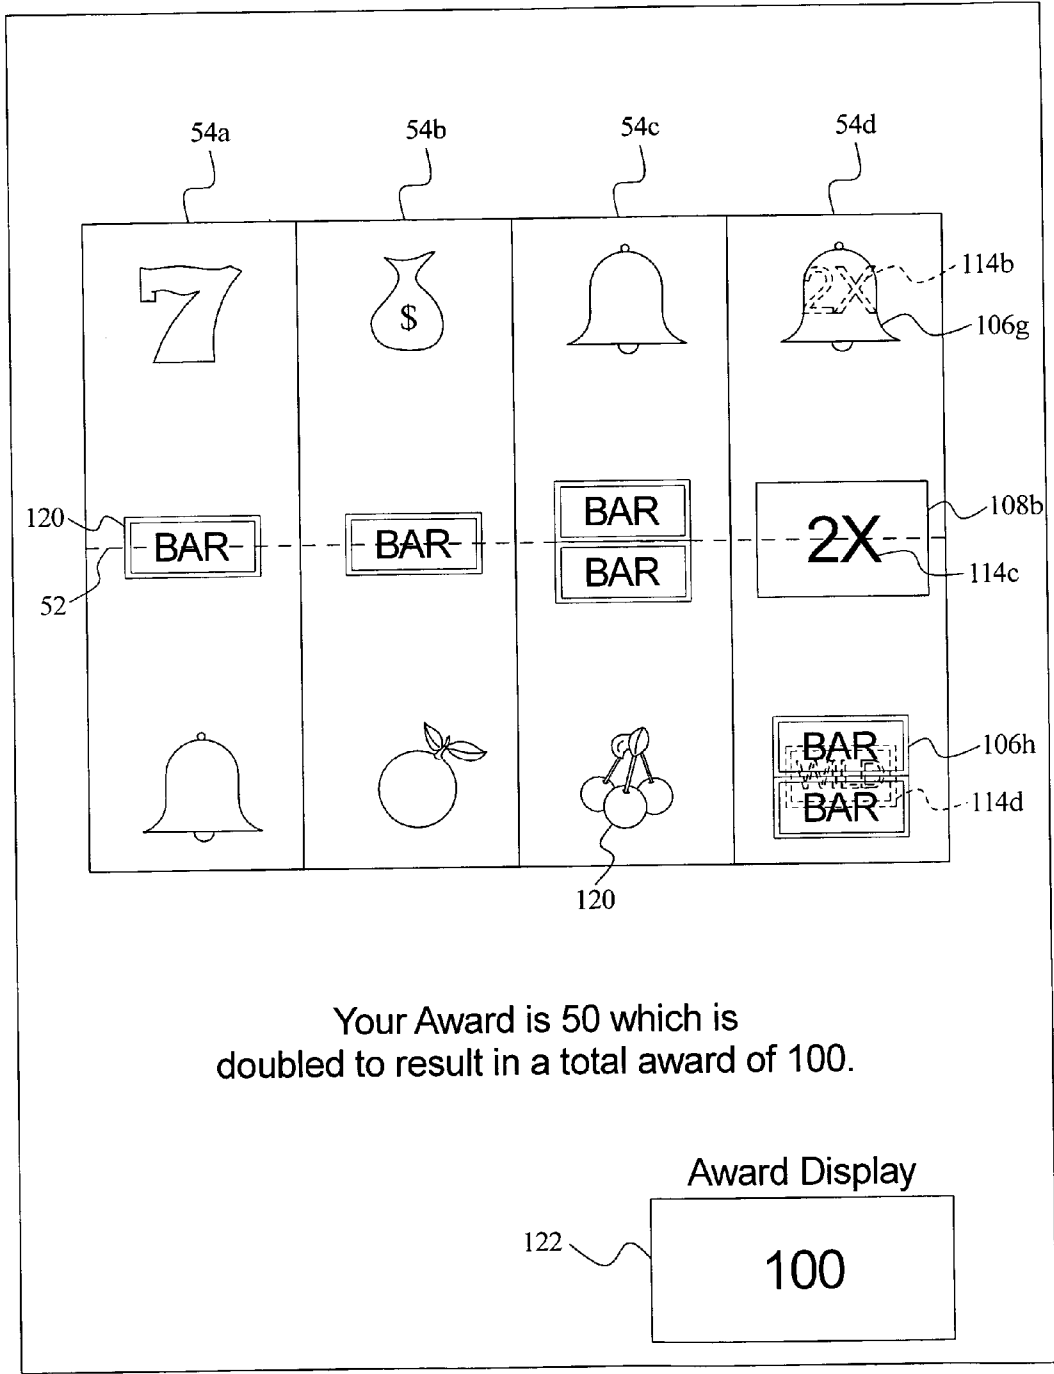 54a 54b 54c 54d
7 $ 2X 114b
106g
BAR 108b
120 BAR BAR 2X
BAR 114c
52
BAR 106h
BAR 114d
120
Your Award is 50 which is
doubled to result in a total award of 100.
Award Display
122 100